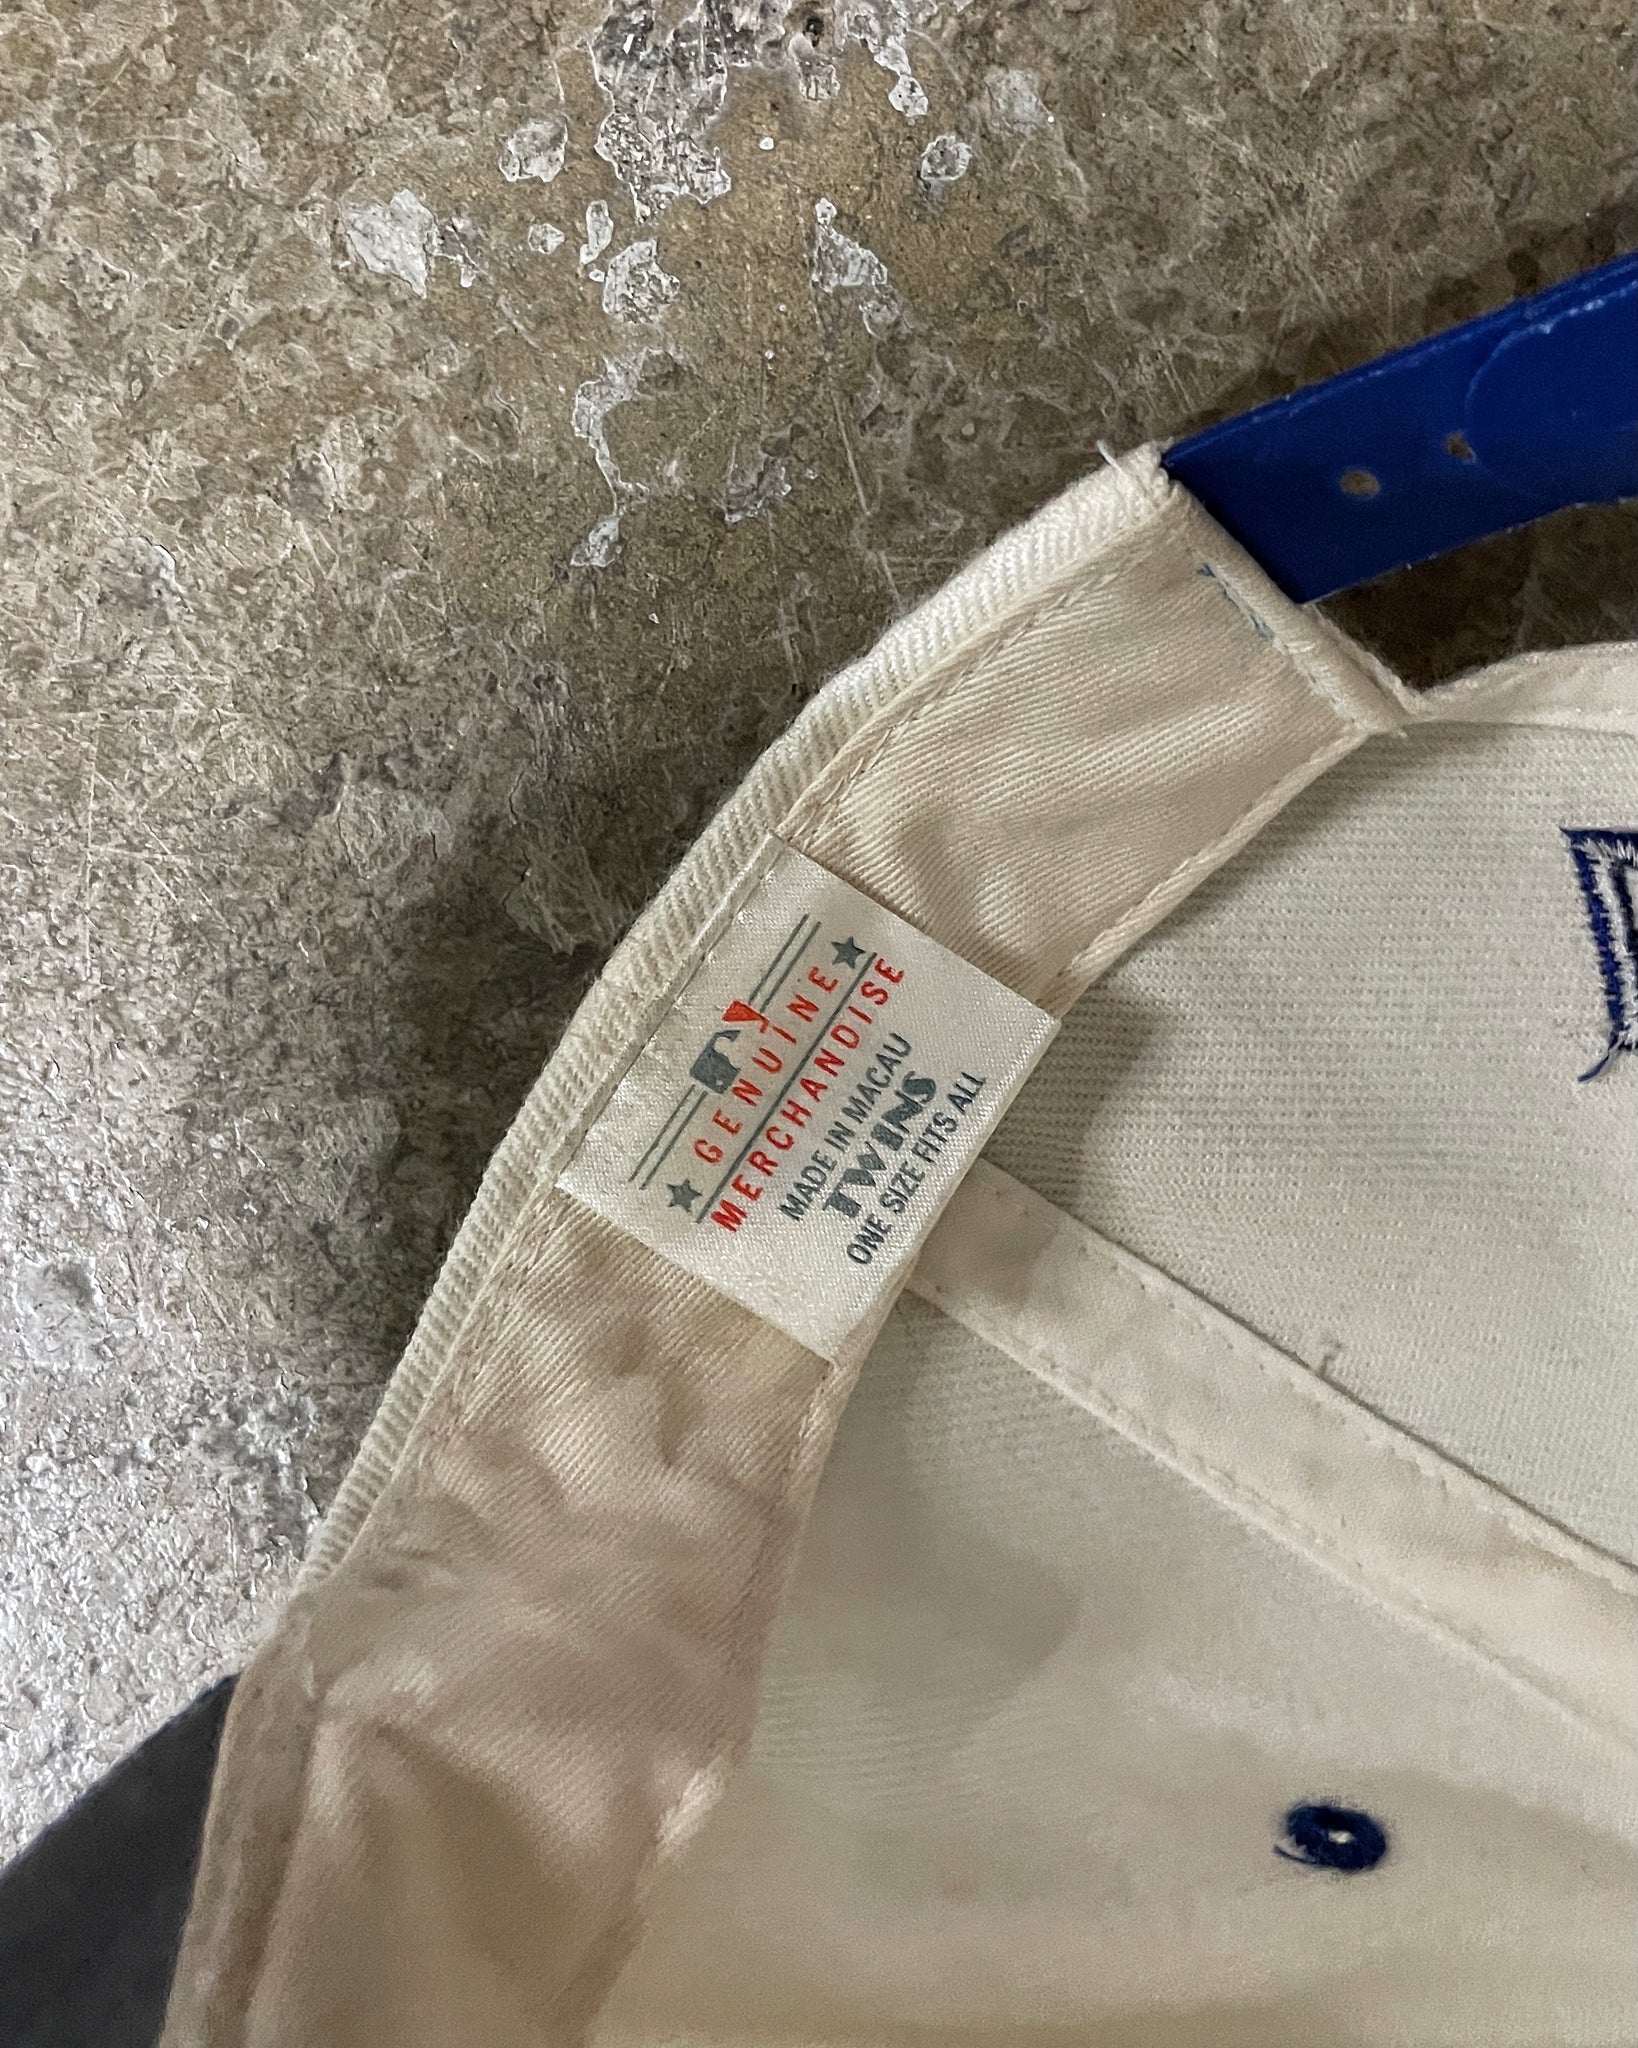 GENUINE
MERCHANDISE
MADE IN MACAU
TWINS
ONE SIZE FITS ALL